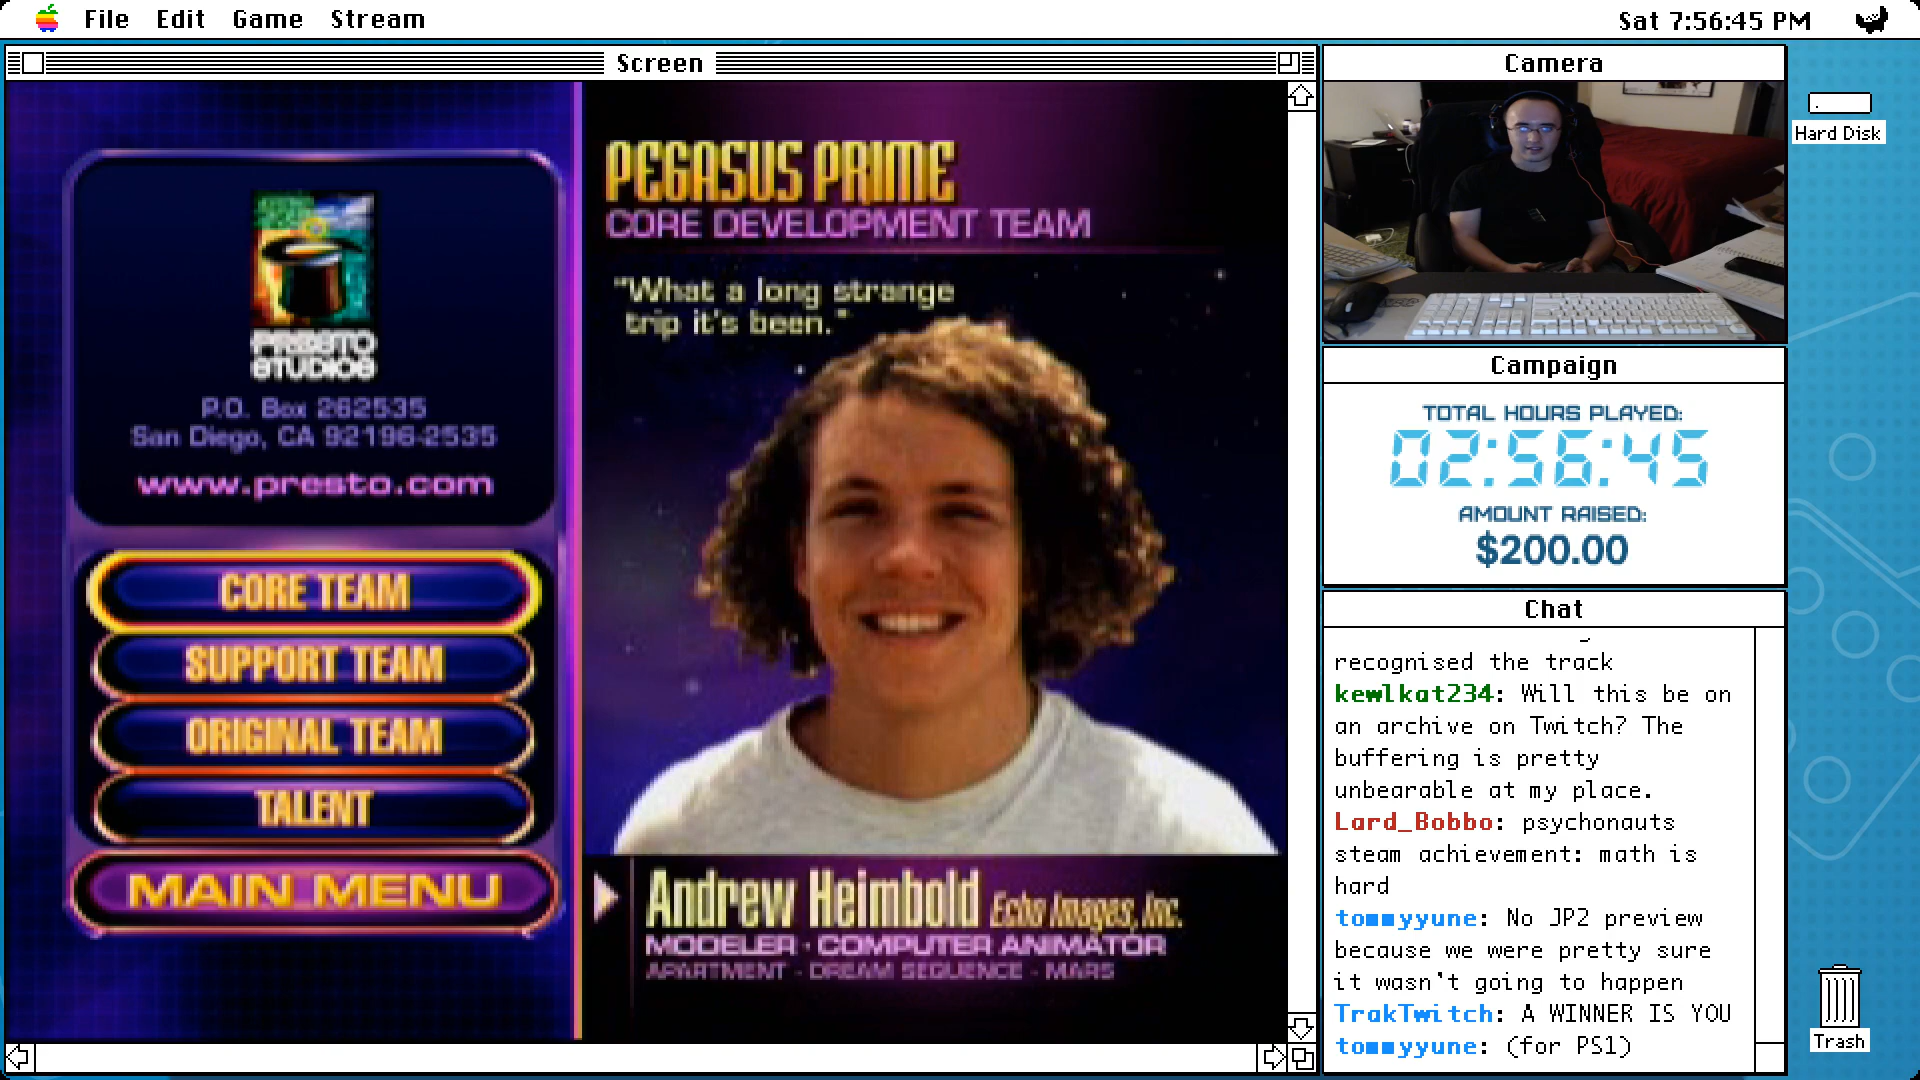 File Edit Game Stream
Sat 7:56:45 PM
Screen
PRESTO
STUDIOS
P.O. Box 262535
San Diego, CA 92196-2535
www.presto.com
CORE TEAM
SUPPORT TEAM
ORIGINAL TEAM
TALENT
MAIN MENU
PEGASUS PRIME
CORE DEVELOPMENT TEAM
"What a long strange
trip it's been."
Andrew Heimbold Echo Images, Inc.
MODELER · COMPUTER ANIMATOR
APARTMENT - DREAM SEQUENCE - MARS
Camera
Campaign
TOTAL HOURS PLAYED:
02:56:45
AMOUNT RAISED:
$200.00
Chat
recognised the track
kewlkat234: Will this be on
an archive on Twitch? The
buffering is pretty
unbearable at my place.
Lard_Bobbo: psychonauts
steam achievement: math is
hard
tommyyune: No JP2 preview
because we were pretty sure
it wasn't going to happen
TrakTwitch: A WINNER IS YOU
tommyyune: (for PS1)
Hard Disk
Trash